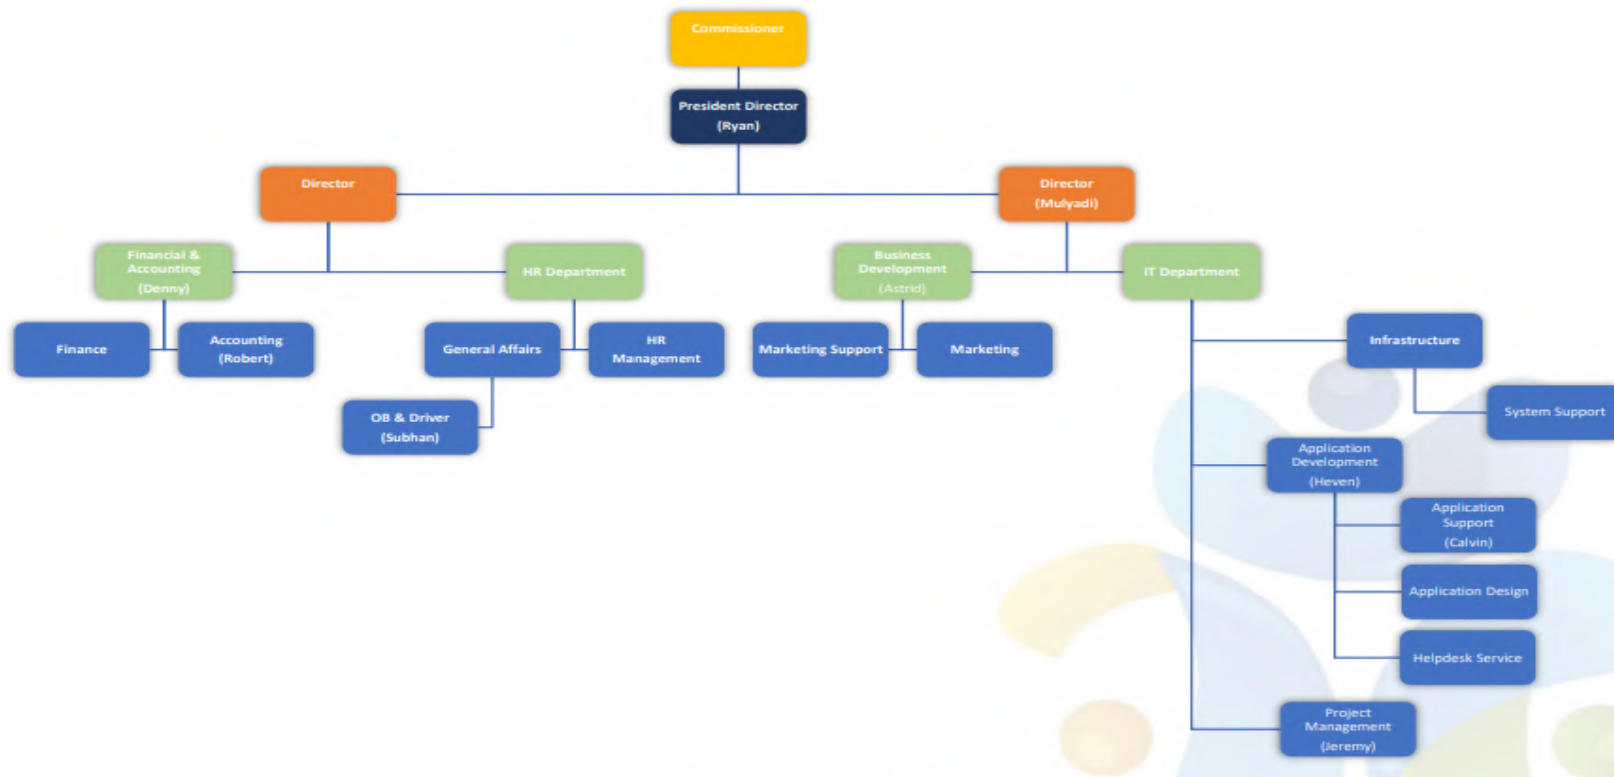 Commissioner
President Director
(Ryan)
Director
Director
(Mulyadi)
Financial &
Accounting
(Denny)
HR Department
Business
Development
(Astrid)
IT Department
Finance
Accounting
(Robert)
General Affairs
HR
Management
Marketing Support
Marketing
Infrastructure
OB & Driver
(Subhan)
System Support
Application
Development
(Heven)
Application
Support
(Calvin)
Application Design
Helpdesk Service
Project
Management
(Jeremy)